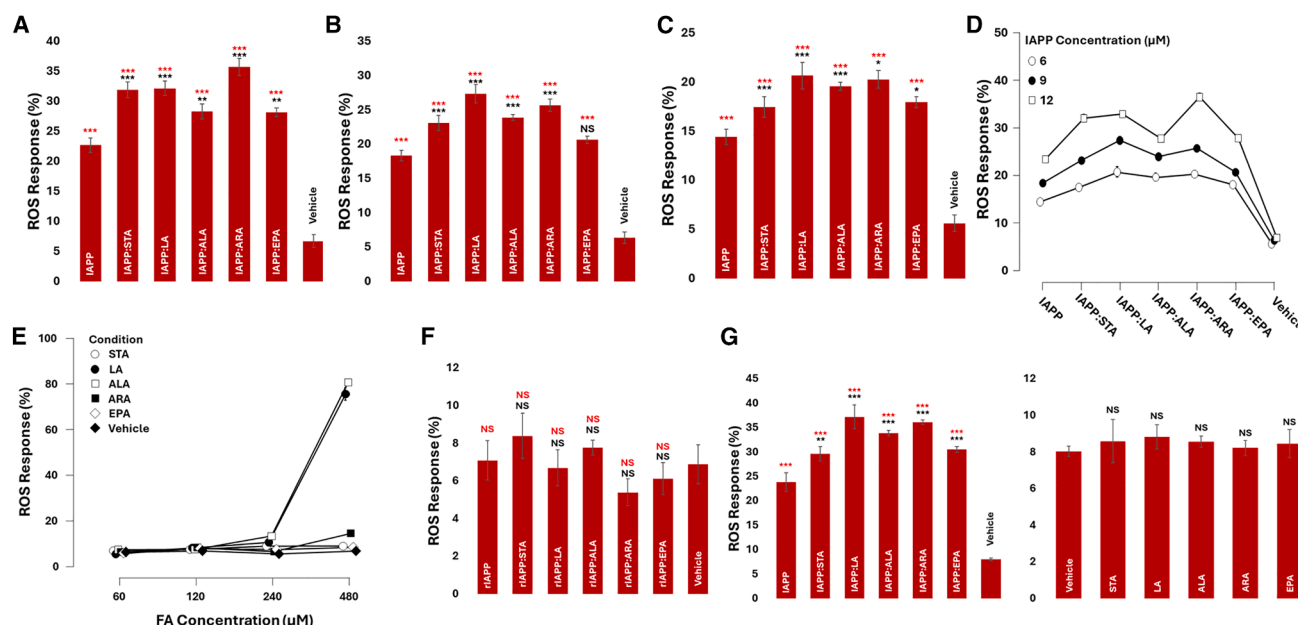 A
ROS Response (%)
40
35
30
25
20
15
10
5
0
***
***
***
***
***
***
**
***
***
***
**
IAPP
IAPP:STA
IAPP:LA
IAPP:ALA
IAPP:ARA
IAPP:EPA
Vehicle
B
ROS Response (%)
35
30
25
20
15
10
5
0
***
***
***
***
***
***
***
***
***
***
NS
IAPP
IAPP:STA
IAPP:LA
IAPP:ALA
IAPP:ARA
IAPP:EPA
Vehicle
C
ROS Response (%)
25
20
15
10
5
0
***
***
***
***
***
***
***
***
*
***
*
IAPP
IAPP:STA
IAPP:LA
IAPP:ALA
IAPP:ARA
IAPP:EPA
Vehicle
D
ROS Response (%)
50
40
30
20
10
0
IAPP Concentration (µM)
6
9
12
IAPP
IAPP:STA
IAPP:LA
IAPP:ALA
IAPP:ARA
IAPP:EPA
Vehicle
E
ROS Response (%)
100
80
60
40
20
0
Condition
STA
LA
ALA
ARA
EPA
Vehicle
60
120
240
480
FA Concentration (µM)
F
ROS Response (%)
12
10
8
6
4
2
0
NS
NS
NS
NS
NS
NS
NS
NS
NS
NS
NS
rIAPP
rIAPP:STA
rIAPP:LA
rIAPP:ALA
rIAPP:ARA
rIAPP:EPA
Vehicle
G
ROS Response (%)
45
40
35
30
25
20
15
10
5
0
***
***
**
***
***
***
***
***
***
***
***
IAPP
IAPP:STA
IAPP:LA
IAPP:ALA
IAPP:ARA
IAPP:EPA
Vehicle
12
10
8
6
4
2
0
NS
NS
NS
NS
NS
Vehicle
STA
LA
ALA
ARA
EPA